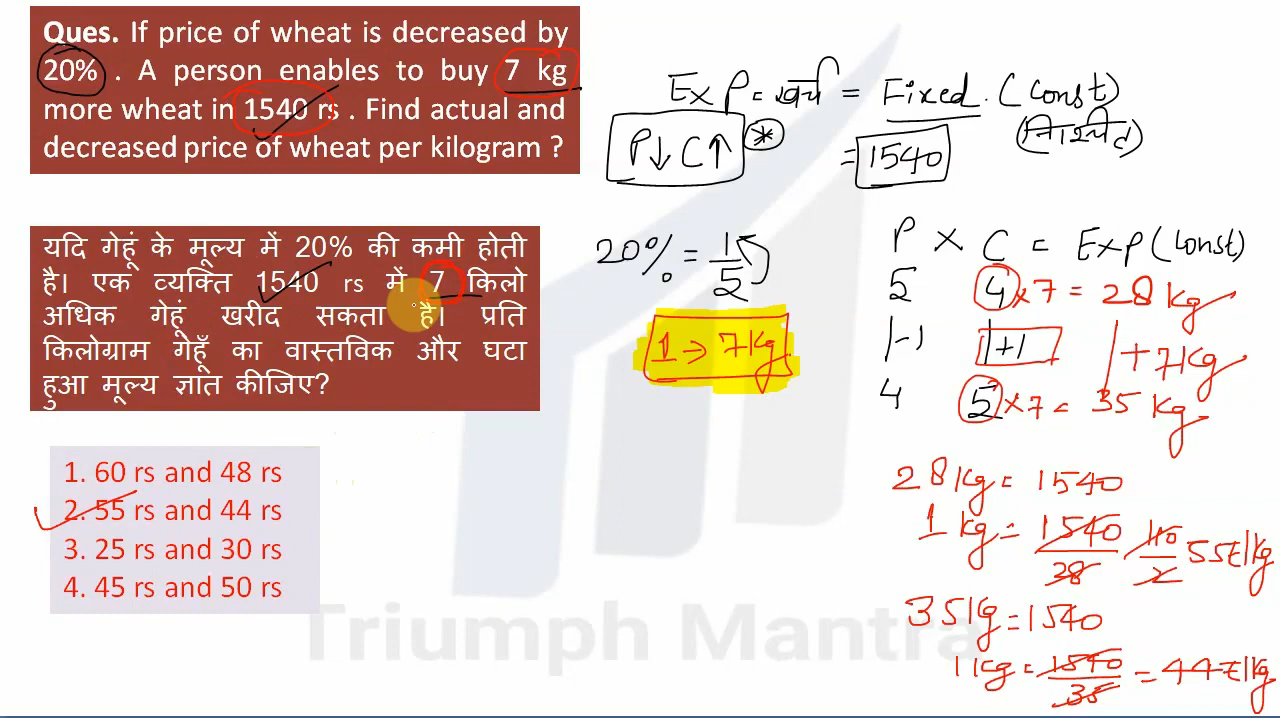 Ques. If price of wheat is decreased by
20% . A person enables to buy 7 kg
more wheat in 1540 rs . Find actual and
decreased price of wheat per kilogram ?
यदि गेहूं के मूल्य में 20% की कमी होती
है। एक व्यक्ति 1540 rs में 7 किलो
अधिक गेहूं खरीद सकता है। प्रति
किलोग्राम गेहूँ का वास्तविक और घटा
हुआ मूल्य ज्ञात कीजिए?
1. 60 rs and 48 rs
2. 55 rs and 44 rs
3. 25 rs and 30 rs
4. 45 rs and 50 rs
Exp = खर्च = Fixed. (Const)
P↓ C↑ * = 1540
20% = 1/5
1 → 7Kg
P × C = Exp (Const)
5 4 × 7 = 28 Kg
|-1 |+1 | + 7Kg
4 5 × 7 = 35 Kg
28 Kg = 1540
1 Kg = 1540/28 110/2 55₹/Kg
35 Kg = 1540
1 Kg = 1540/35 = 44₹/Kg
Triumph Mantra